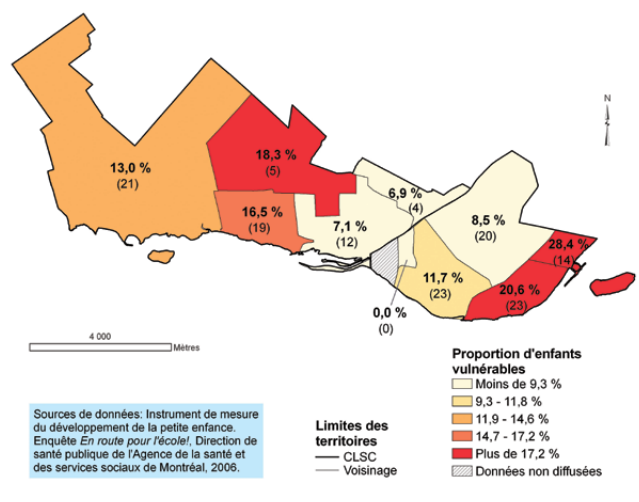 N
13,0 %
(21)
18,3 %
(5)
16,5 %
(19)
7,1 %
(12)
6,9 %
(4)
8,5 %
(20)
28,4 %
(14)
11,7 %
(23)
20,6 %
(23)
0,0 %
(0)
4 000
Mètres
Sources de données: Instrument de mesure
du développement de la petite enfance.
Enquête En route pour l'école!, Direction de
santé publique de l'Agence de la santé et
des services sociaux de Montréal, 2006.
Limites des
territoires
CLSC
Voisinage
Proportion d'enfants
vulnérables
Moins de 9,3 %
9,3 - 11,8 %
11,9 - 14,6 %
14,7 - 17,2 %
Plus de 17,2 %
Données non diffusées